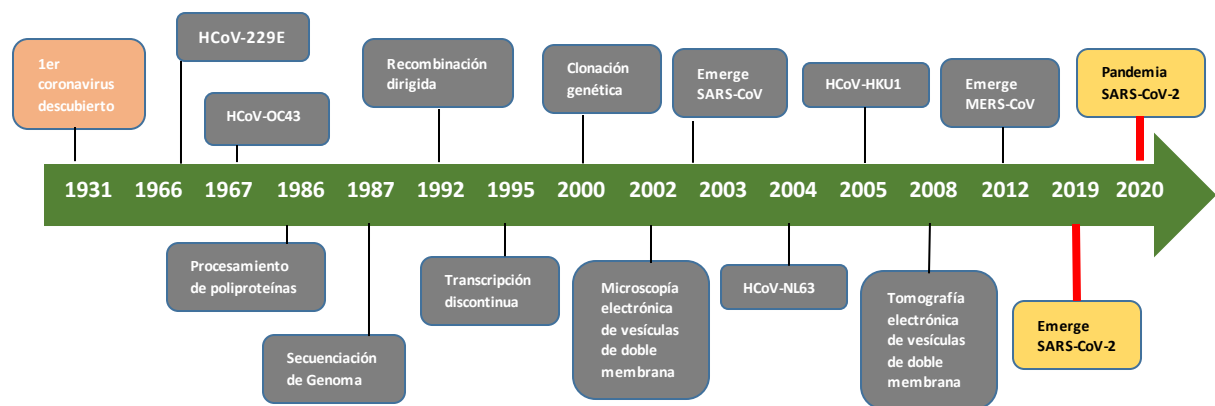 1er
coronavirus
descubierto
HCoV-229E
HCoV-OC43
Recombinación
dirigida
Clonación
genética
Emerge
SARS-CoV
HCoV-HKU1
Emerge
MERS-CoV
Pandemia
SARS-CoV-2
1931 1966 1967 1986 1987 1992 1995 2000 2002 2003 2004 2005 2008 2012 2019 2020
Procesamiento
de poliproteínas
Secuenciación
de Genoma
Transcripción
discontinua
Microscopía
electrónica
de vesículas
de doble
membrana
HCoV-NL63
Tomografía
electrónica
de vesículas
de doble
membrana
Emerge
SARS-CoV-2